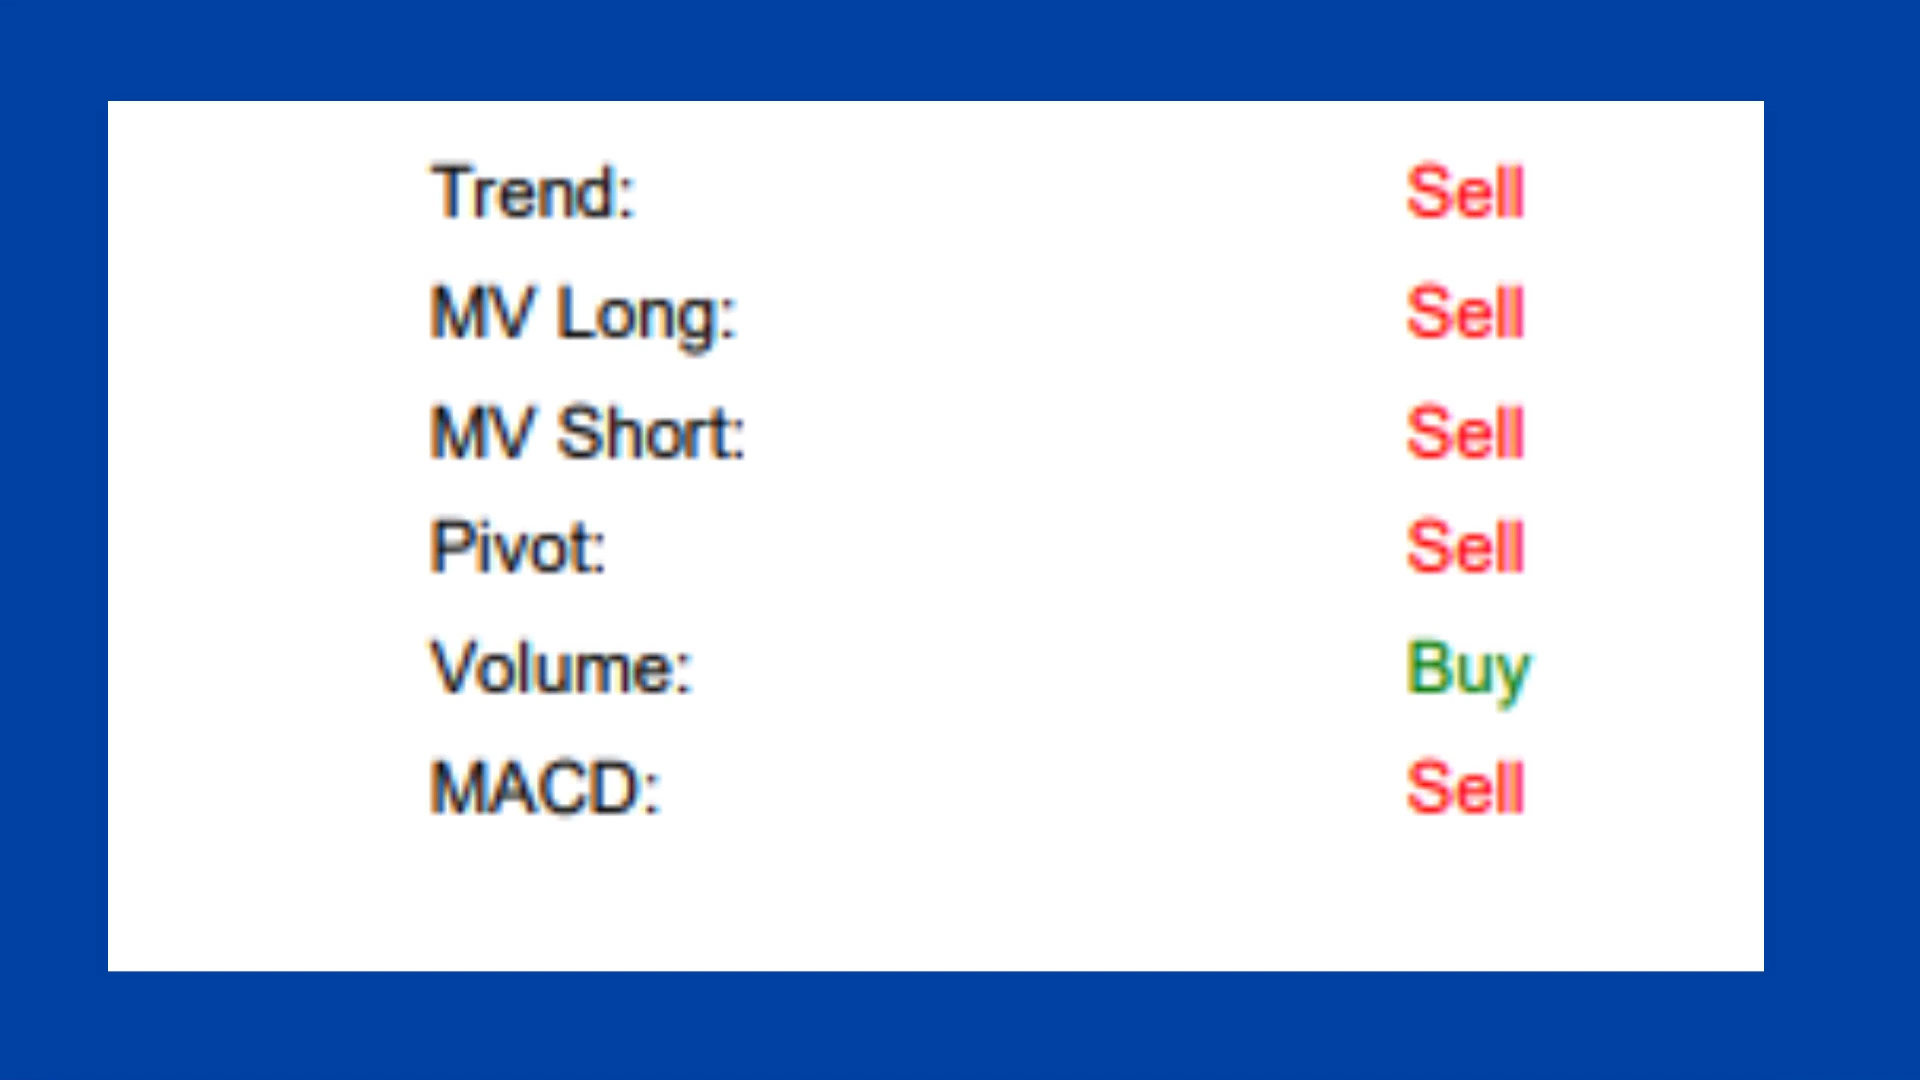 Trend: Sell
MV Long: Sell
MV Short: Sell
Pivot: Sell
Volume: Buy
MACD: Sell